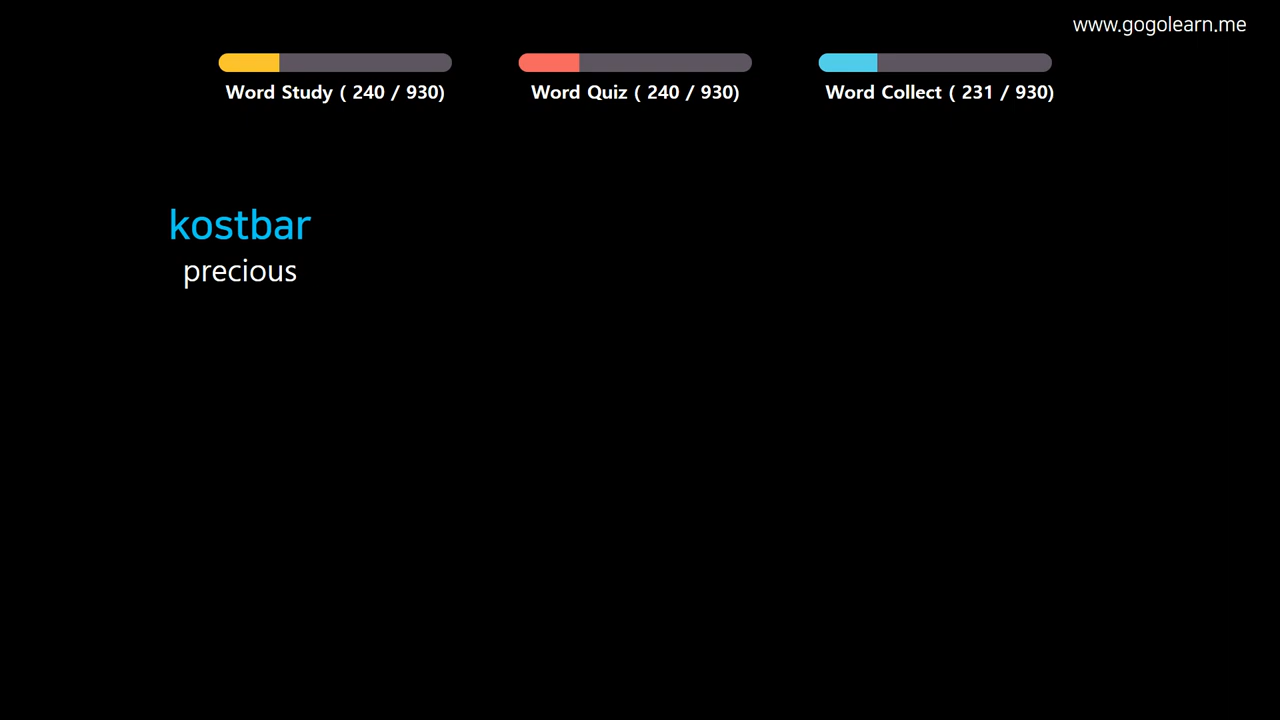 www.gogolearn.me
Word Study ( 240 / 930)
Word Quiz ( 240 / 930)
Word Collect ( 231 / 930)
kostbar
precious